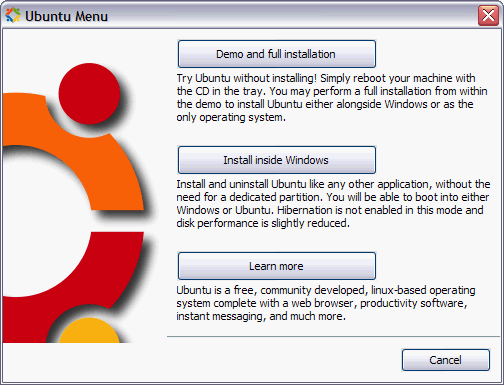 Ubuntu Menu
Demo and full installation
Try Ubuntu without installing! Simply reboot your machine with
the CD in the tray. You may perform a full installation from within
the demo to install Ubuntu either alongside Windows or as the
only operating system.
Install inside Windows
Install and uninstall Ubuntu like any other application, without the
need for a dedicated partition. You will be able to boot into either
Windows or Ubuntu. Hibernation is not enabled in this mode and
disk performance is slightly reduced.
Learn more
Ubuntu is a free, community developed, linux-based operating
system complete with a web browser, productivity software,
instant messaging, and much more.
Cancel